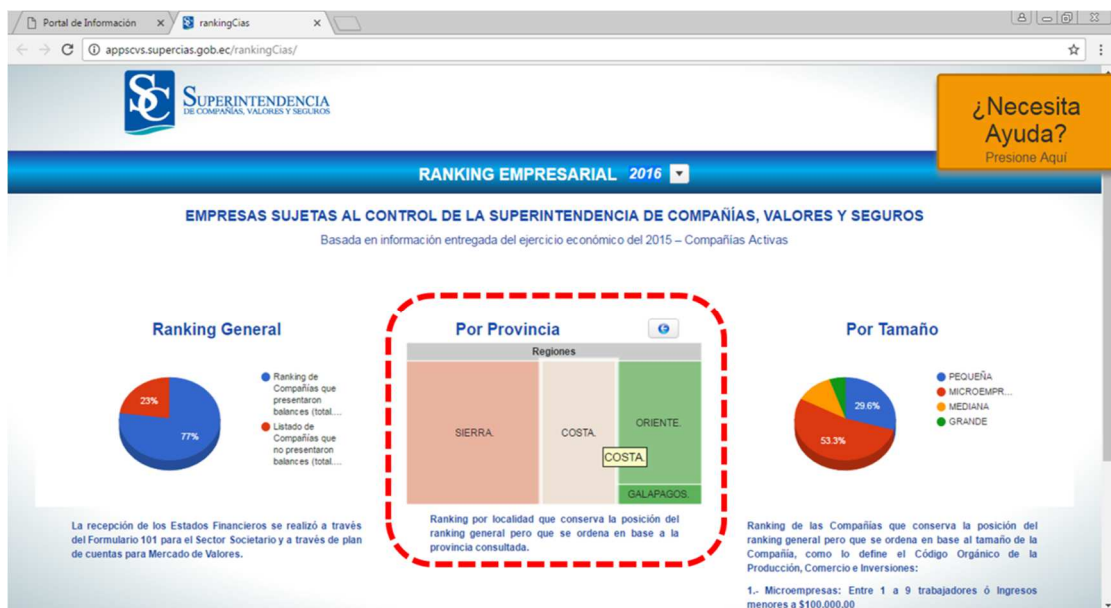 Portal de Información
rankingCias
appscvs.supercias.gob.ec/rankingCias/
SC
SUPERINTENDENCIA
DE COMPAÑÍAS, VALORES Y SEGUROS
¿Necesita
Ayuda?
Presione Aquí
RANKING EMPRESARIAL 2016
EMPRESAS SUJETAS AL CONTROL DE LA SUPERINTENDENCIA DE COMPAÑÍAS, VALORES Y SEGUROS
Basada en información entregada del ejercicio económico del 2015 – Compañías Activas
Ranking General
23%
77%
Ranking de
Compañías que
presentaron
balances (total....
Listado de
Compañías que
no presentaron
balances (total....
La recepción de los Estados Financieros se realizó a través
del Formulario 101 para el Sector Societario y a través de plan
de cuentas para Mercado de Valores.
Por Provincia
Regiones
SIERRA.
COSTA.
ORIENTE.
COSTA.
GALAPAGOS.
Ranking por localidad que conserva la posición del
ranking general pero que se ordena en base a la
provincia consultada.
Por Tamaño
29.6%
53.3%
PEQUEÑA
MICROEMPR...
MEDIANA
GRANDE
Ranking de las Compañías que conserva la posición del
ranking general pero que se ordena en base al tamaño de la
Compañía, como lo define el Código Orgánico de la
Producción, Comercio e Inversiones:
1.- Microempresas: Entre 1 a 9 trabajadores ó Ingresos
menores a $100.000,00